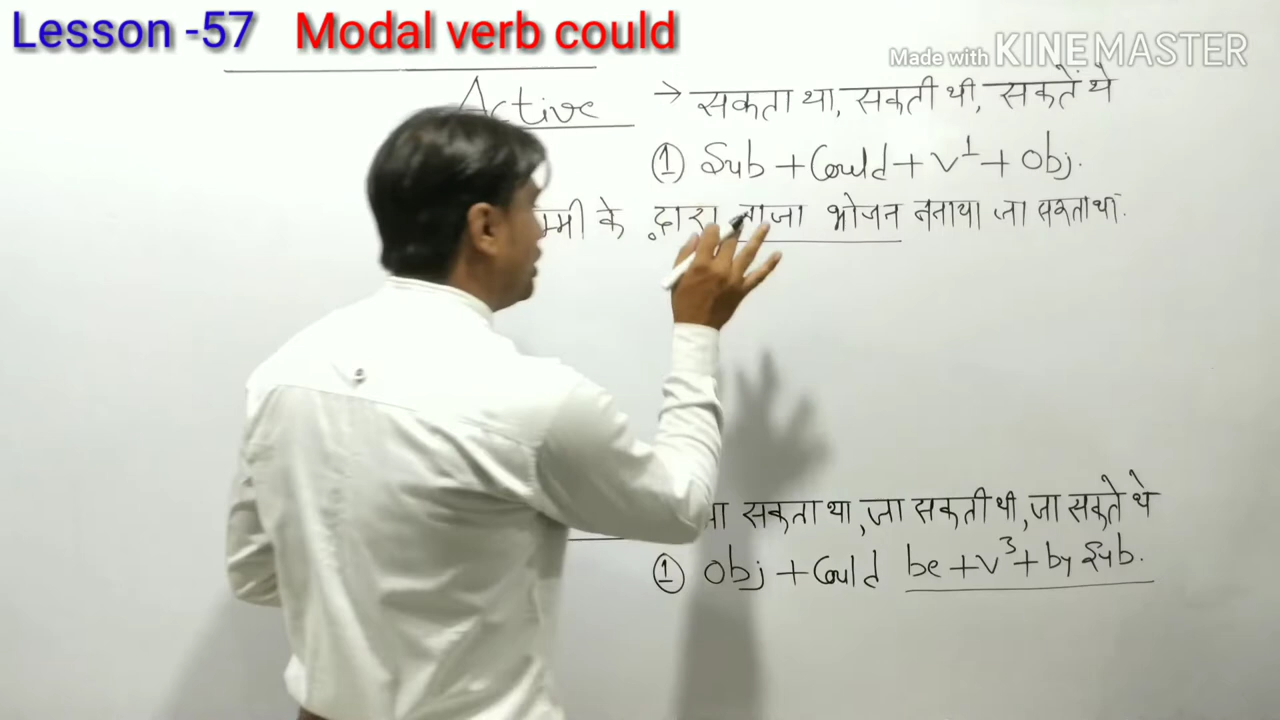 Lesson -57 Modal verb could
Made with KINEMASTER
Active → सकता था, सकती थी, सकतें थे
① Sub + Could + V¹ + Obj.
म्मी के द्वारा ताजा भोजन बनाया जा सकता था.
जा सकता था, जा सकती थी, जा सकते थे
① Obj + Could be + V³ + by Sub.